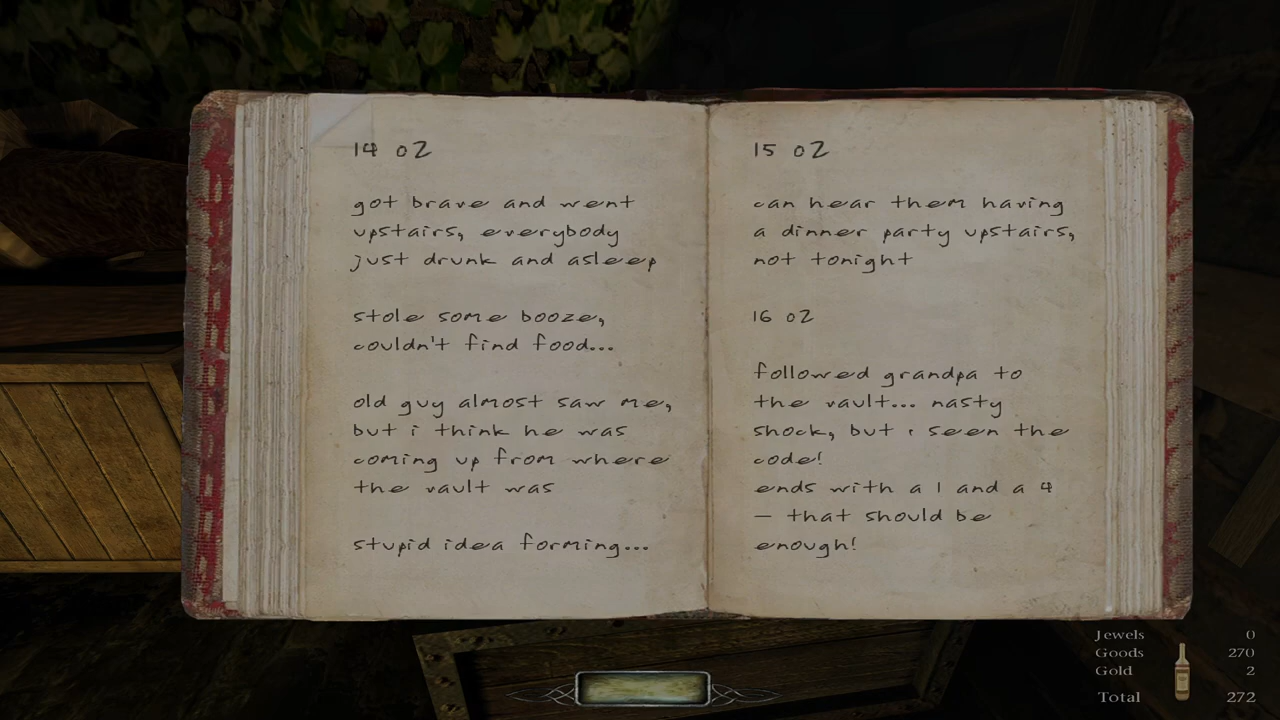 14 oz
got brave and went
upstairs, everybody
just drunk and asleep
stole some booze,
couldn't find food...
old guy almost saw me,
but i think he was
coming up from where
the vault was
stupid idea forming...
15 oz
can hear them having
a dinner party upstairs,
not tonight
16 oz
followed grandpa to
the vault... nasty
shock, but i seen the
code!
ends with a 1 and a 4
– that should be
enough!
Jewels 0
Goods 270
Gold 2
Total 272